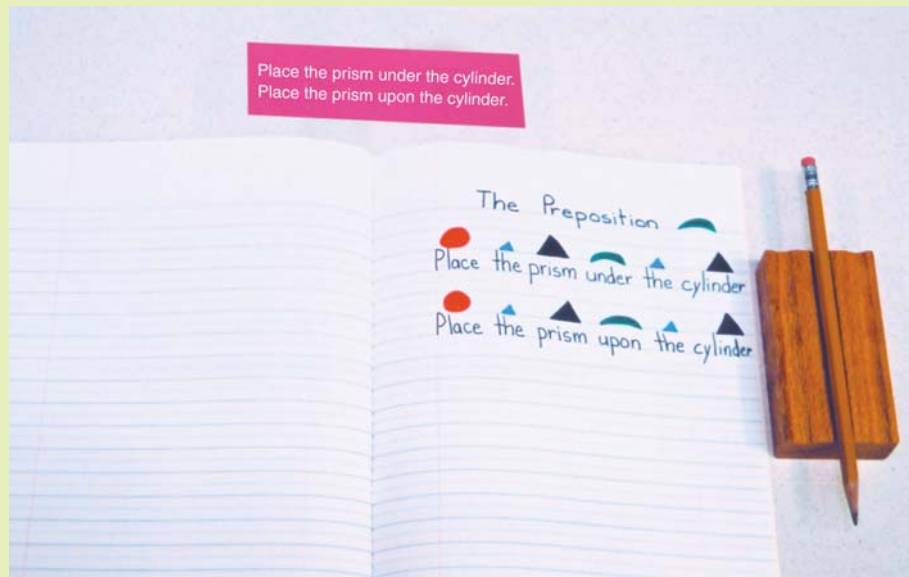 Place the prism under the cylinder.
Place the prism upon the cylinder.
The Preposition
Place the prism under the cylinder
Place the prism upon the cylinder